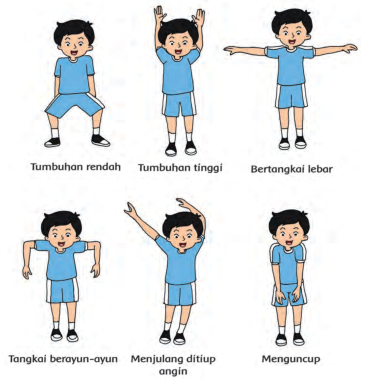 Tumbuhan rendah
Tumbuhan tinggi
Bertangkai lebar
Tangkai berayun-ayun
Menjulang ditiup
angin
Menguncup